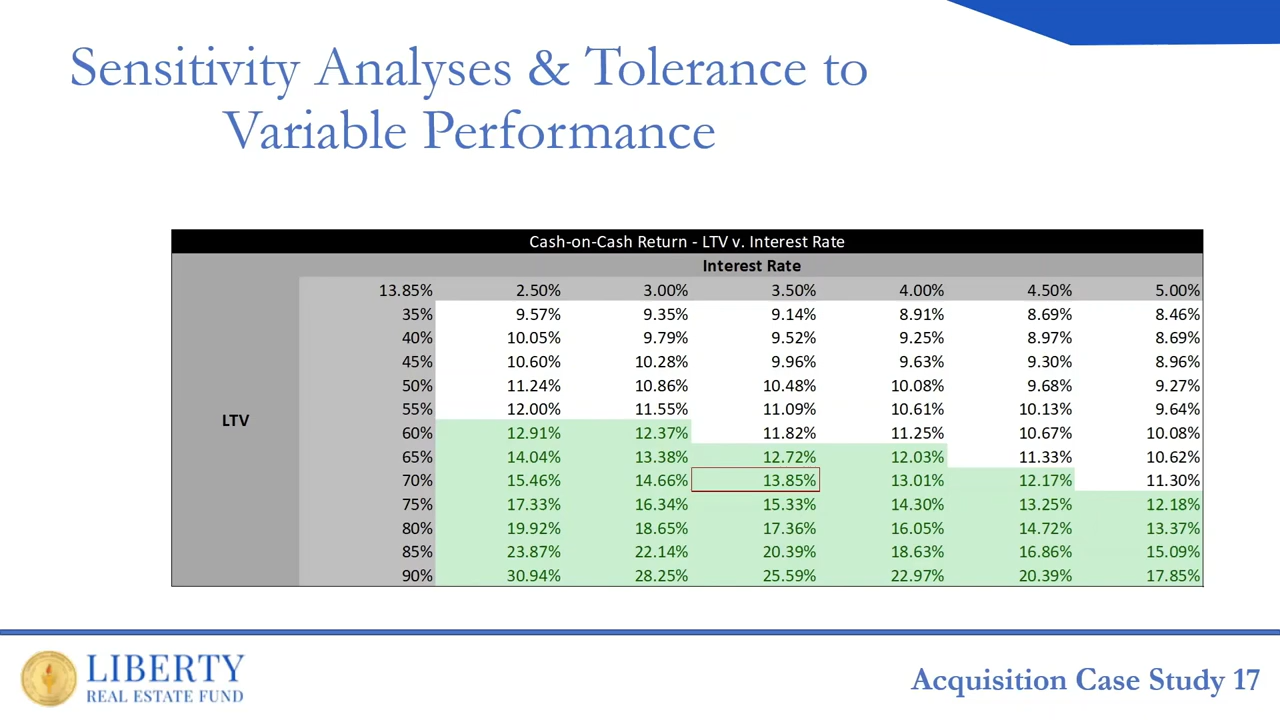 Sensitivity Analyses & Tolerance to
Variable Performance
Cash-on-Cash Return - LTV v. Interest Rate
Interest Rate
13.85% 2.50% 3.00% 3.50% 4.00% 4.50% 5.00%
35% 9.57% 9.35% 9.14% 8.91% 8.69% 8.46%
40% 10.05% 9.79% 9.52% 9.25% 8.97% 8.69%
45% 10.60% 10.28% 9.96% 9.63% 9.30% 8.96%
50% 11.24% 10.86% 10.48% 10.08% 9.68% 9.27%
55% 12.00% 11.55% 11.09% 10.61% 10.13% 9.64%
LTV
60% 12.91% 12.37% 11.82% 11.25% 10.67% 10.08%
65% 14.04% 13.38% 12.72% 12.03% 11.33% 10.62%
70% 15.46% 14.66% 13.85% 13.01% 12.17% 11.30%
75% 17.33% 16.34% 15.33% 14.30% 13.25% 12.18%
80% 19.92% 18.65% 17.36% 16.05% 14.72% 13.37%
85% 23.87% 22.14% 20.39% 18.63% 16.86% 15.09%
90% 30.94% 28.25% 25.59% 22.97% 20.39% 17.85%
LIBERTY
REAL ESTATE FUND
Acquisition Case Study 17